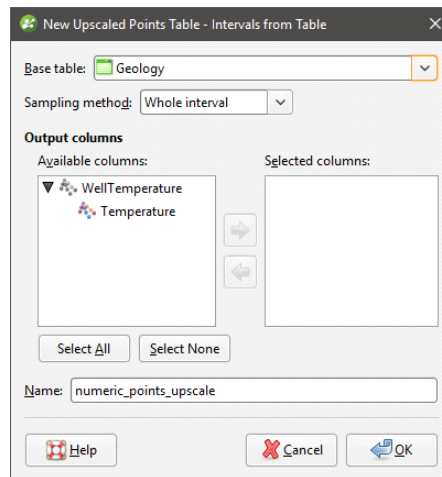 New Upscaled Points Table - Intervals from Table
Base table: Geology
Sampling method: Whole interval
Output columns
Available columns:
Selected columns:
WellTemperature
Temperature
Select All
Select None
Name: numeric_points_upscale
Help
Cancel
OK